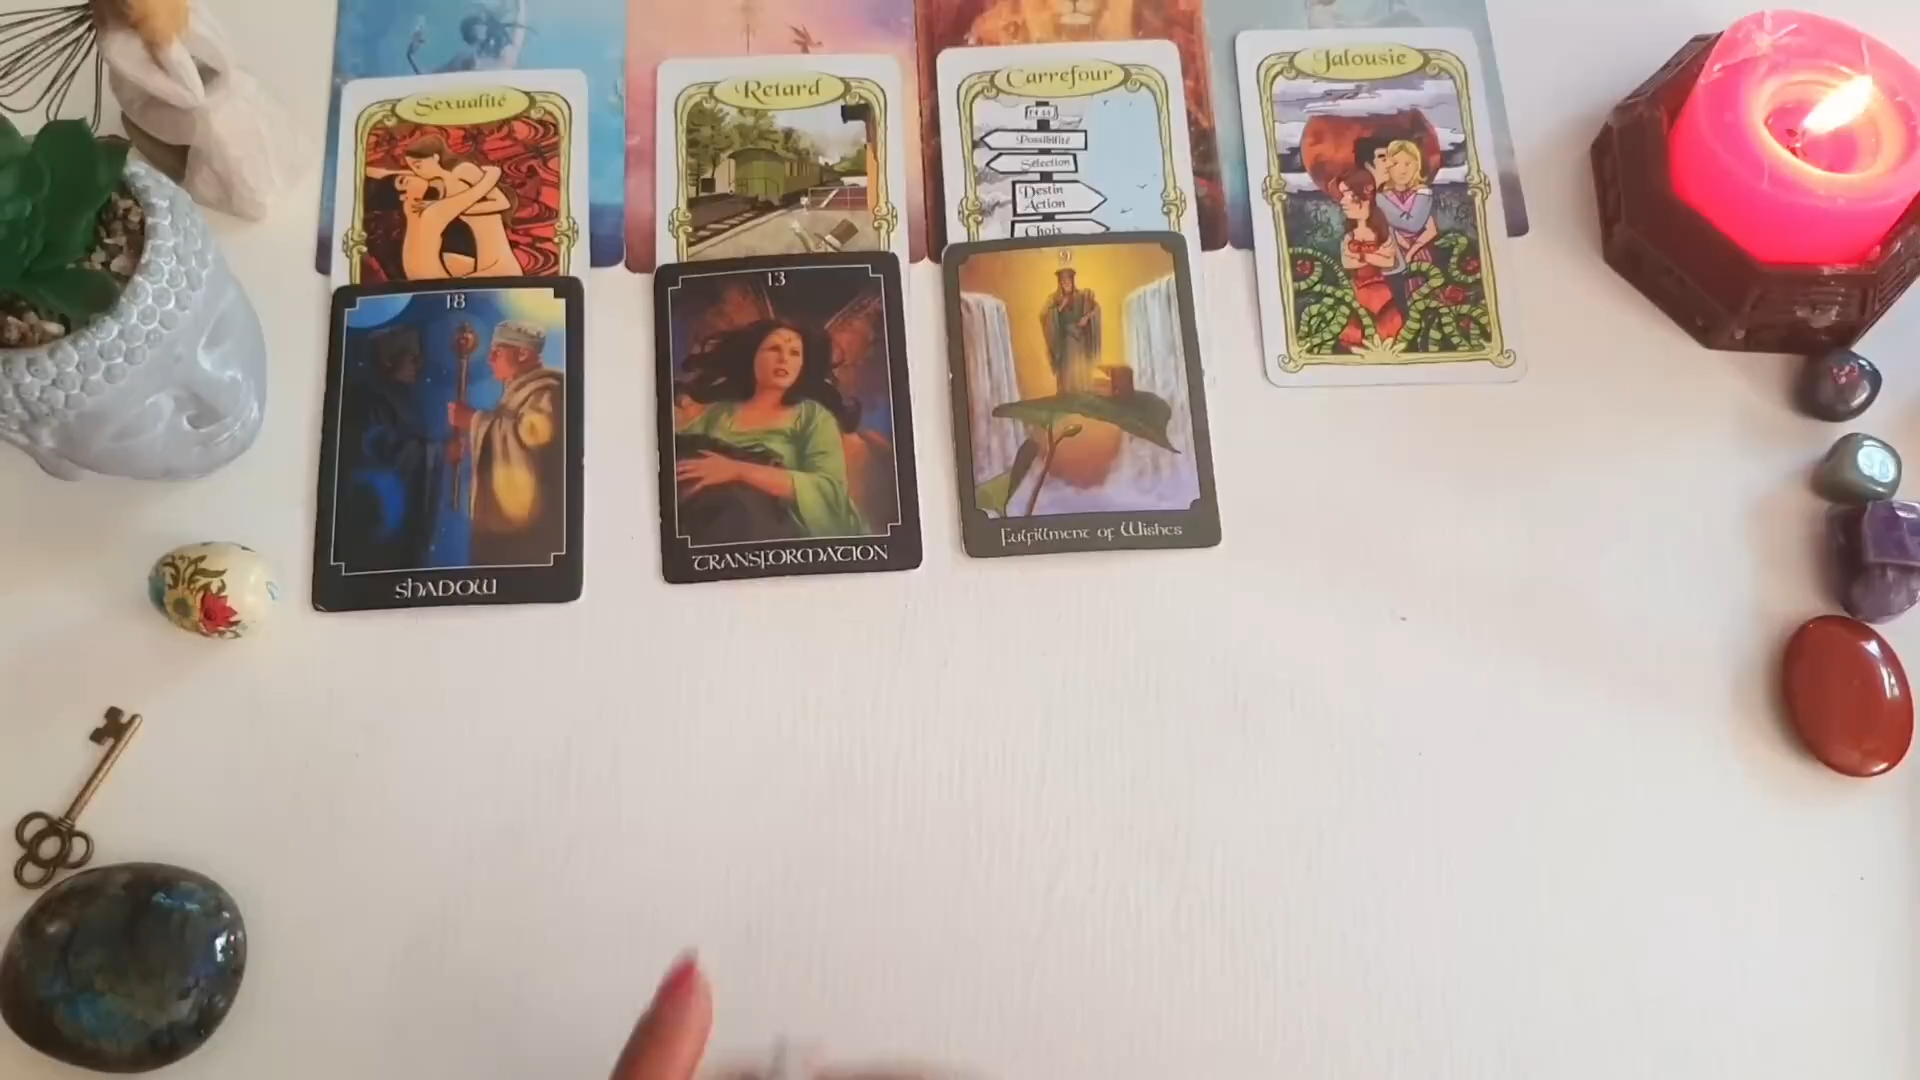 Sexualité
Retard
Carrefour
Possibilité
Sélection
Destin
Action
Choix
Jalousie
18
SHADOW
13
TRANSFORMATION
9
Fulfillment of Wishes